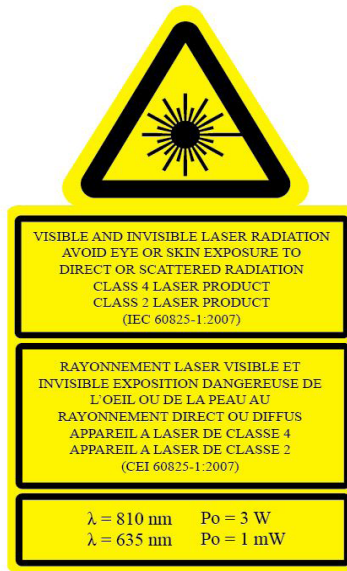 VISIBLE AND INVISIBLE LASER RADIATION
AVOID EYE OR SKIN EXPOSURE TO
DIRECT OR SCATTERED RADIATION
CLASS 4 LASER PRODUCT
CLASS 2 LASER PRODUCT
(IEC 60825-1:2007)
RAYONNEMENT LASER VISIBLE ET
INVISIBLE EXPOSITION DANGEREUSE DE
L`OEIL OU DE LA PEAU AU
RAYONNEMENT DIRECT OU DIFFUS
APPAREIL A LASER DE CLASSE 4
APPAREIL A LASER DE CLASSE 2
(CEI 60825-1:2007)
λ = 810 nm Po = 3 W
λ = 635 nm Po = 1 mW